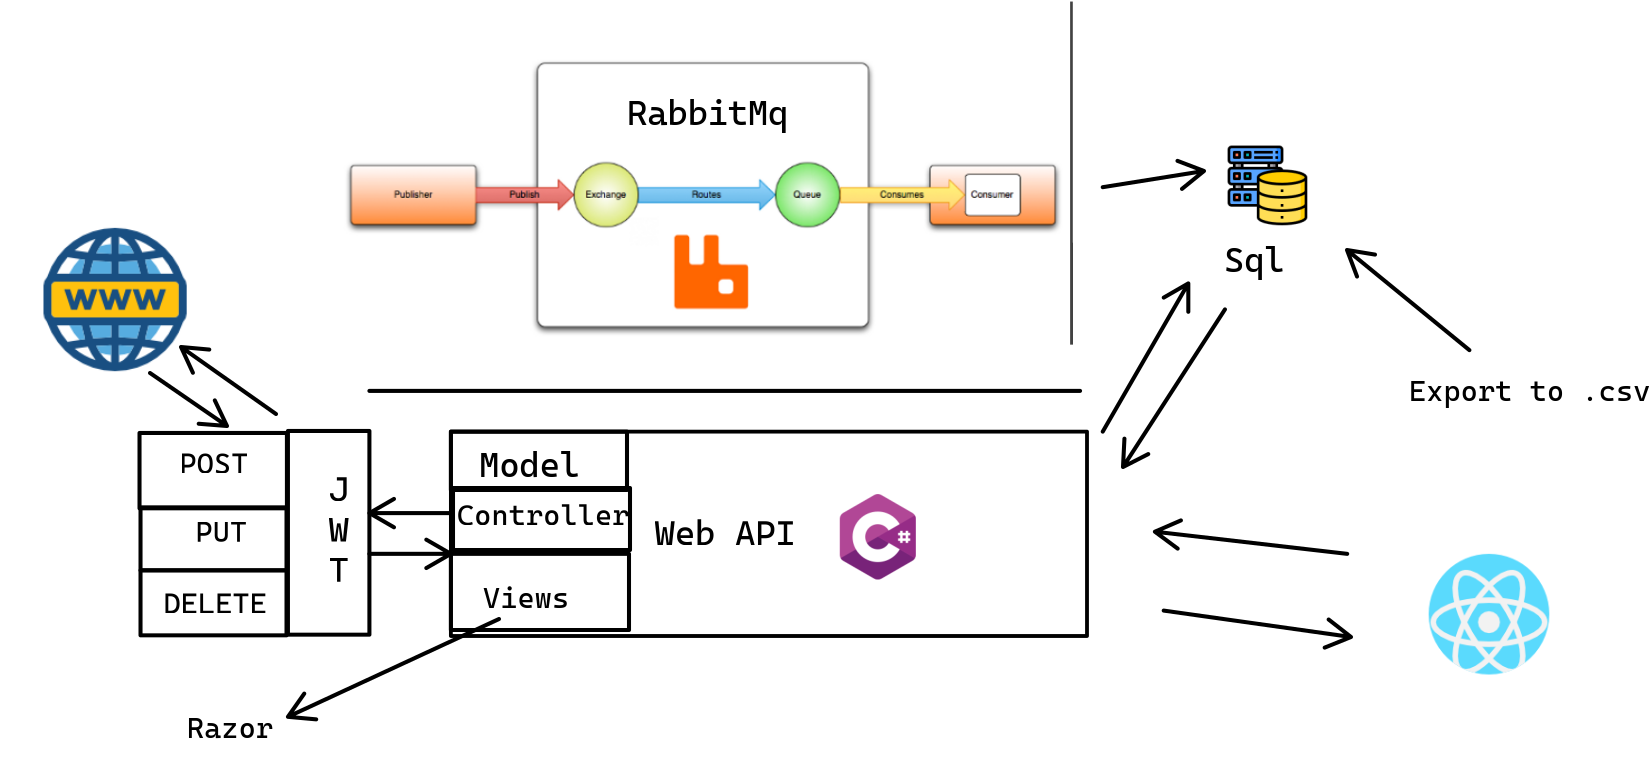 RabbitMq
Publisher
Publish
Exchange
Routes
Queue
Consumes
Consumer
WWW
Sql
Export to .csv
POST
PUT
DELETE
J
W
T
Model
Controller
Views
Web API
C#
Razor